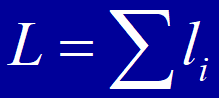 L = ∑ lᵢ